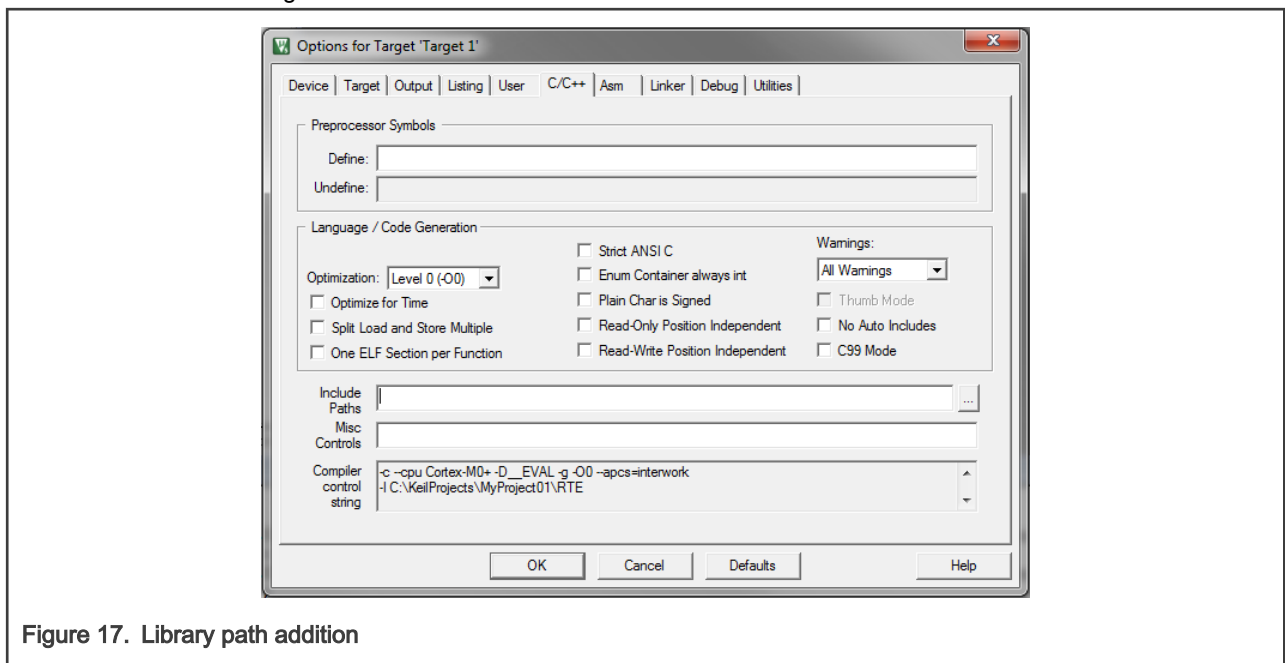 Options for Target 'Target 1'
Device Target Output Listing User C/C++ Asm Linker Debug Utilities
Preprocessor Symbols
Define:
Undefine:
Language / Code Generation
Optimization: Level 0 (-O0)
Optimize for Time
Split Load and Store Multiple
One ELF Section per Function
Strict ANSI C
Enum Container always int
Plain Char is Signed
Read-Only Position Independent
Read-Write Position Independent
Warnings:
All Warnings
Thumb Mode
No Auto Includes
C99 Mode
Include
Paths
...
Misc
Controls
Compiler
control
string
-c --cpu Cortex-M0+ -D__EVAL -g -O0 --apcs=interwork
-I C:\KeilProjects\MyProject01\RTE
OK Cancel Defaults Help
Figure 17. Library path addition